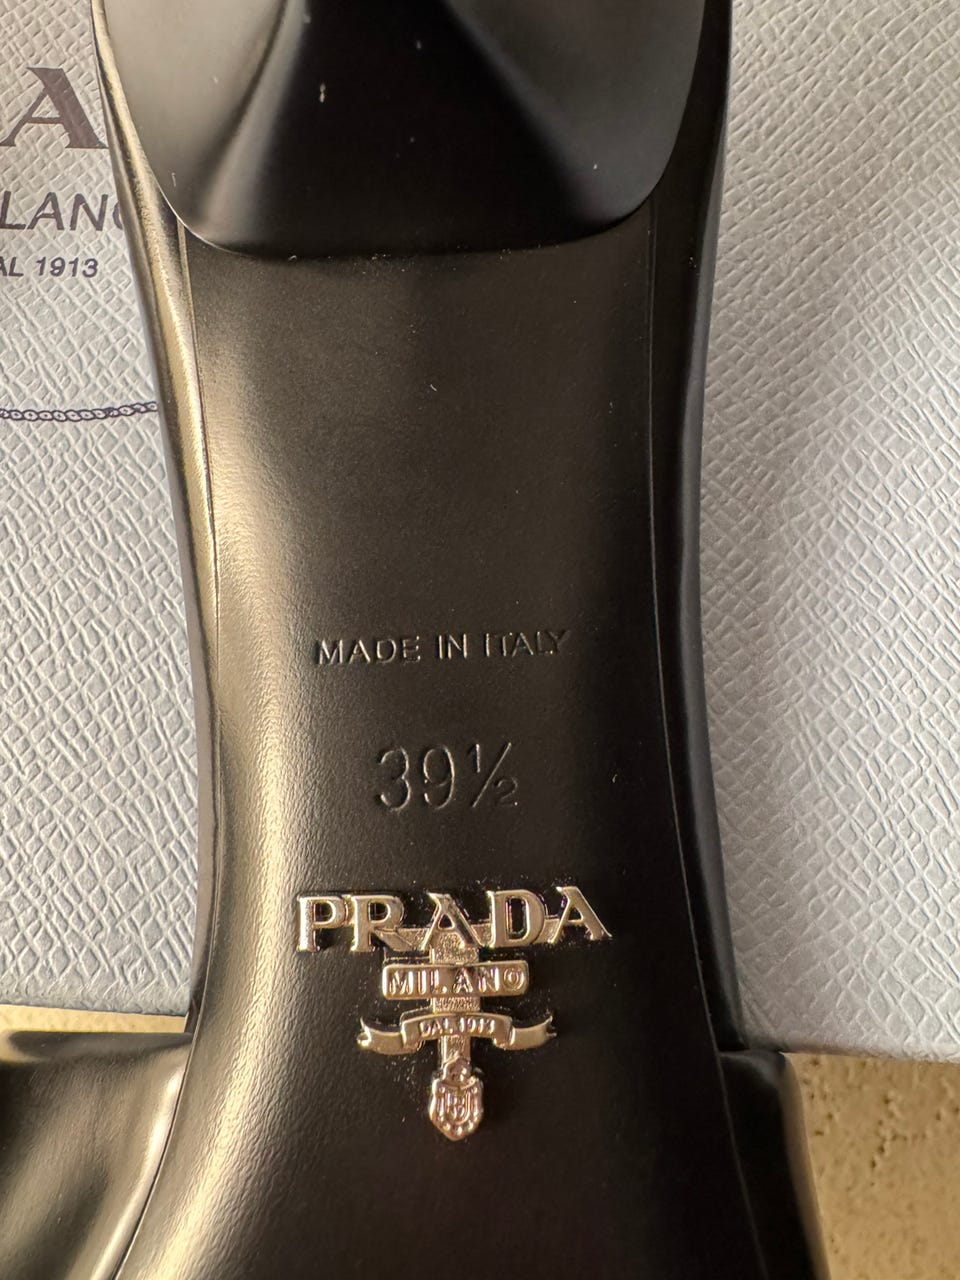 A
LANO
AL 1913
MADE IN ITALY
39½
PRADA
MILANO
DAL 1913